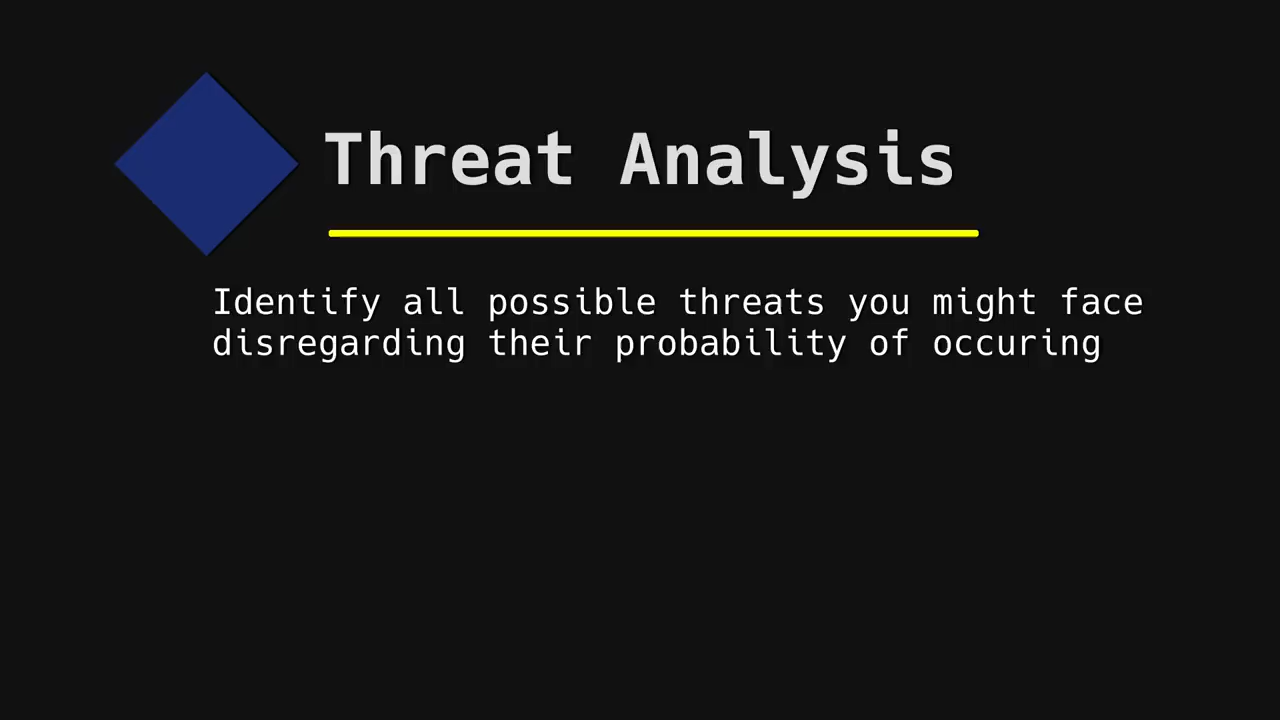 Threat Analysis
Identify all possible threats you might face
disregarding their probability of occuring